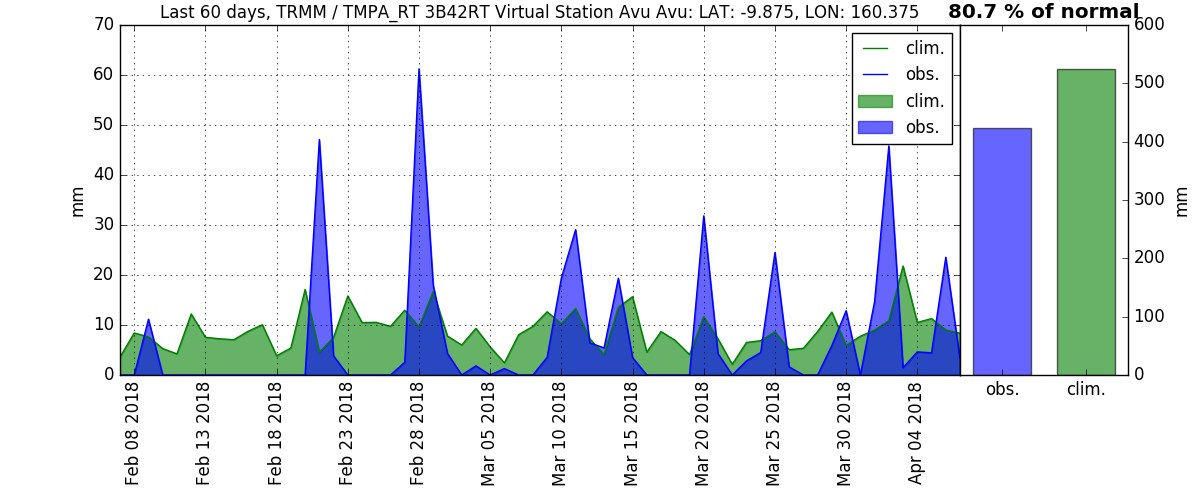 Last 60 days, TRMM / TMPA_RT 3B42RT Virtual Station Avu Avu: LAT: -9.875, LON: 160.375
80.7 % of normal
70
60
50
40
30
20
10
0
mm
clim.
obs.
clim.
obs.
Feb 08 2018
Feb 13 2018
Feb 18 2018
Feb 23 2018
Feb 28 2018
Mar 05 2018
Mar 10 2018
Mar 15 2018
Mar 20 2018
Mar 25 2018
Mar 30 2018
Apr 04 2018
obs.
clim.
600
500
400
300
200
100
0
mm